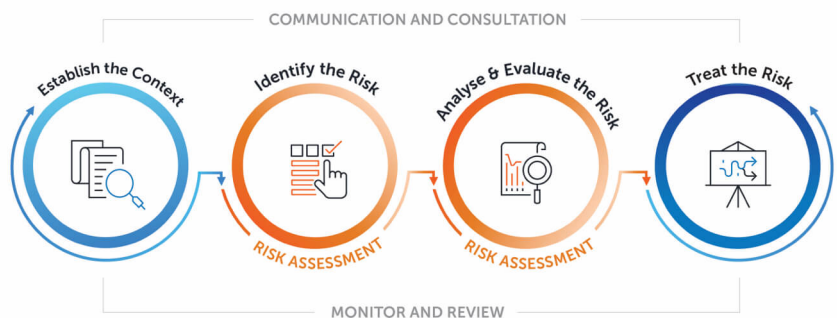 COMMUNICATION AND CONSULTATION
Establish the Context
Identify the Risk
Analyse & Evaluate the Risk
Treat the Risk
RISK ASSESSMENT
RISK ASSESSMENT
MONITOR AND REVIEW